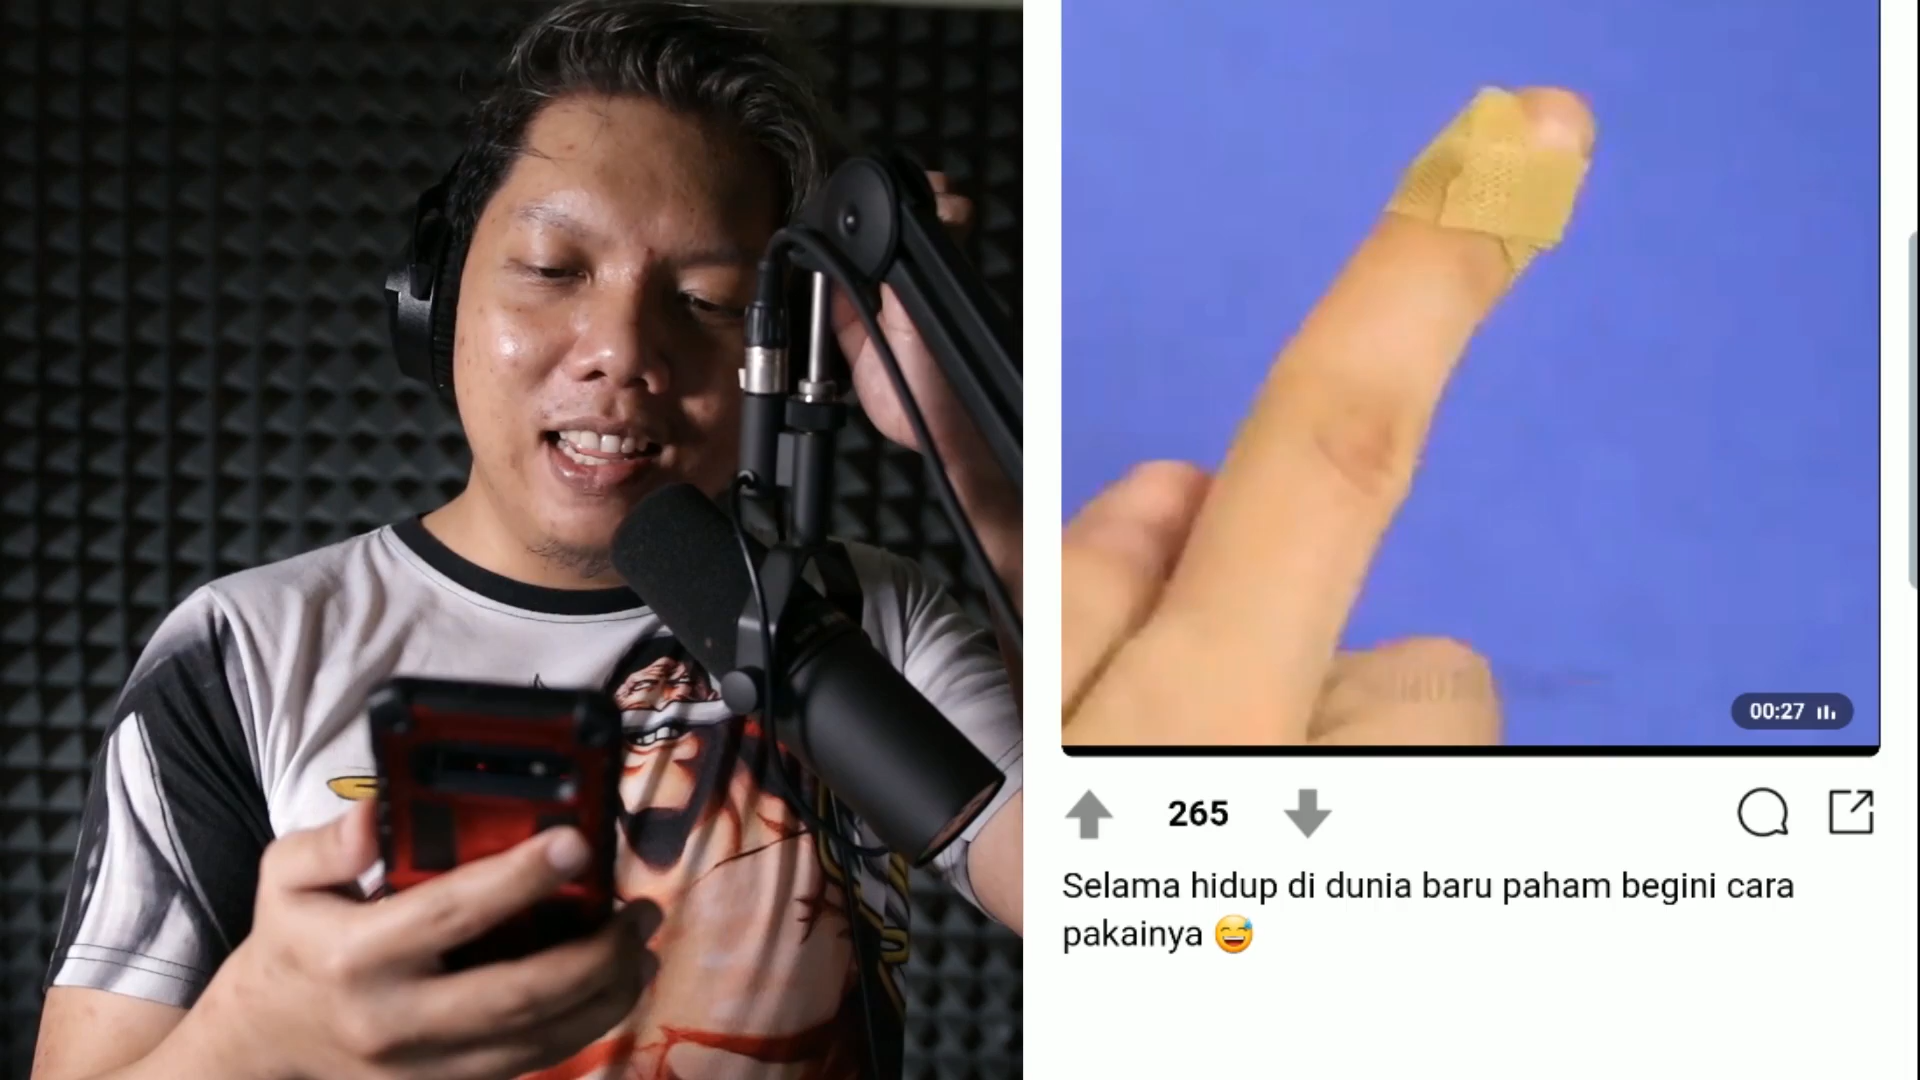 00:27
265
Selama hidup di dunia baru paham begini cara
pakainya 😅